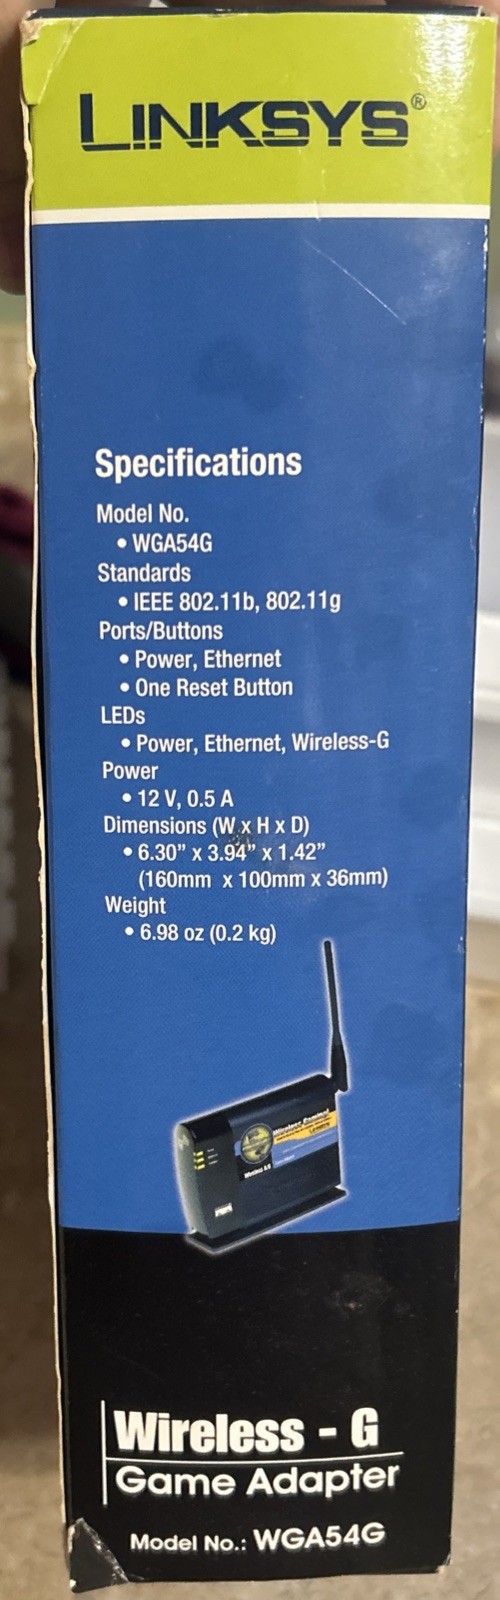 LINKSYS®
Specifications
Model No.
• WGA54G
Standards
• IEEE 802.11b, 802.11g
Ports/Buttons
• Power, Ethernet
• One Reset Button
LEDs
• Power, Ethernet, Wireless-G
Power
• 12 V, 0.5 A
Dimensions (W x H x D)
• 6.30” x 3.94” x 1.42”
(160mm x 100mm x 36mm)
Weight
• 6.98 oz (0.2 kg)
Wireless - G
Game Adapter
Model No.: WGA54G